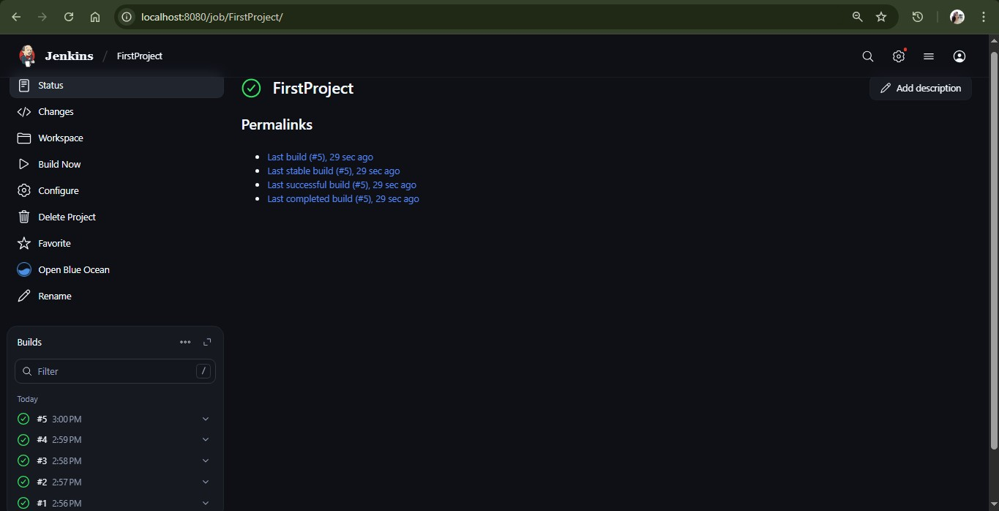 localhost:8080/job/FirstProject/
Jenkins / FirstProject
Status
Changes
Workspace
Build Now
Configure
Delete Project
Favorite
Open Blue Ocean
Rename
Builds
Filter /
Today
#5 3:00 PM
#4 2:59 PM
#3 2:58 PM
#2 2:57 PM
#1 2:56 PM
FirstProject
Add description
Permalinks
Last build (#5), 29 sec ago
Last stable build (#5), 29 sec ago
Last successful build (#5), 29 sec ago
Last completed build (#5), 29 sec ago